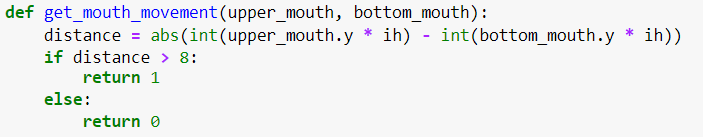 def get_mouth_movement(upper_mouth, bottom_mouth):
    distance = abs(int(upper_mouth.y * ih) - int(bottom_mouth.y * ih))
    if distance > 8:
        return 1
    else:
        return 0